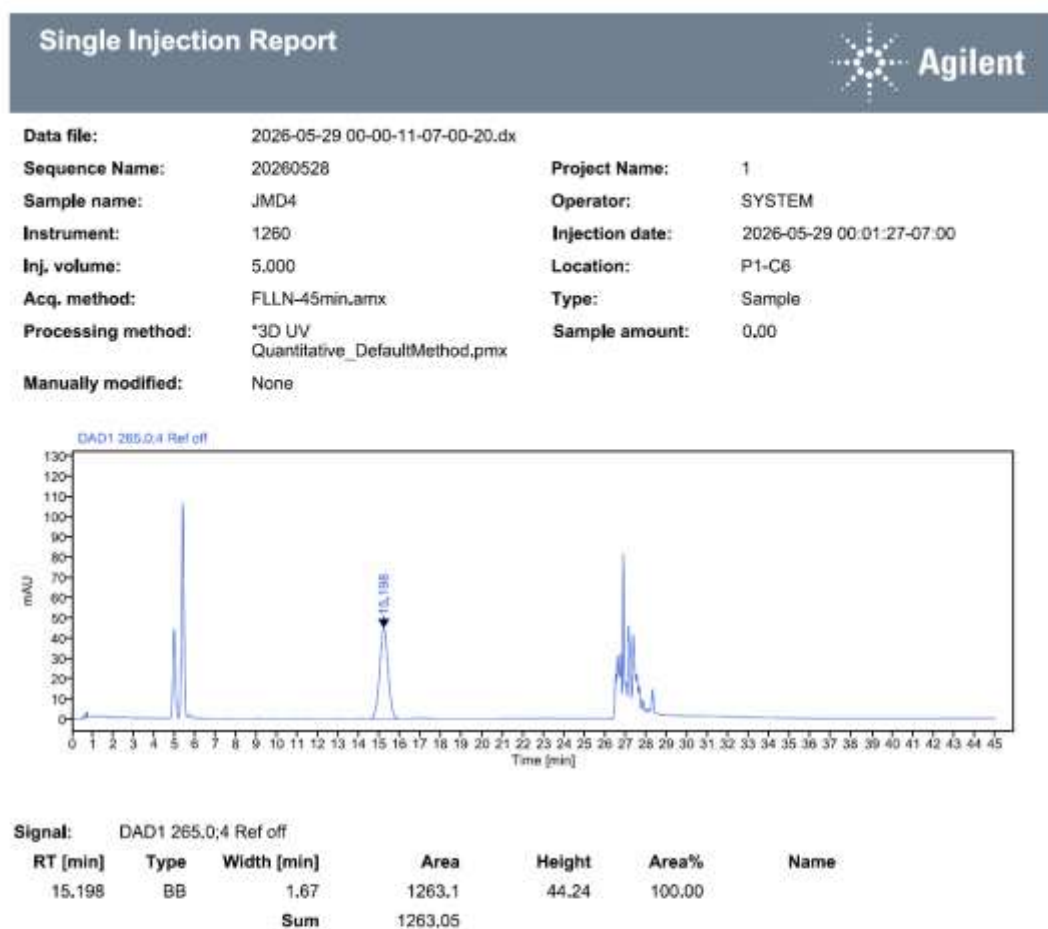 Single Injection Report
Agilent
Data file: 2026-05-29 00-00-11-07-00-20.dx
Sequence Name: 20260528 Project Name: 1
Sample name: JMD4 Operator: SYSTEM
Instrument: 1260 Injection date: 2026-05-29 00:01:27-07:00
Inj. volume: 5.000 Location: P1-C6
Acq. method: FLLN-45min.amx Type: Sample
Processing method: *3D UV Sample amount: 0.00
Quantitative_DefaultMethod.pmx
Manually modified: None
DAD1 265.0;4 Ref off
130
120
110
100
90
80
70
60
50
40
30
20
10
0
mAU
15.198
0 1 2 3 4 5 6 7 8 9 10 11 12 13 14 15 16 17 18 19 20 21 22 23 24 25 26 27 28 29 30 31 32 33 34 35 36 37 38 39 40 41 42 43 44 45
Time [min]
Signal: DAD1 265.0;4 Ref off
RT [min] Type Width [min] Area Height Area% Name
15.198 BB 1.67 1263.1 44.24 100.00
Sum 1263.05